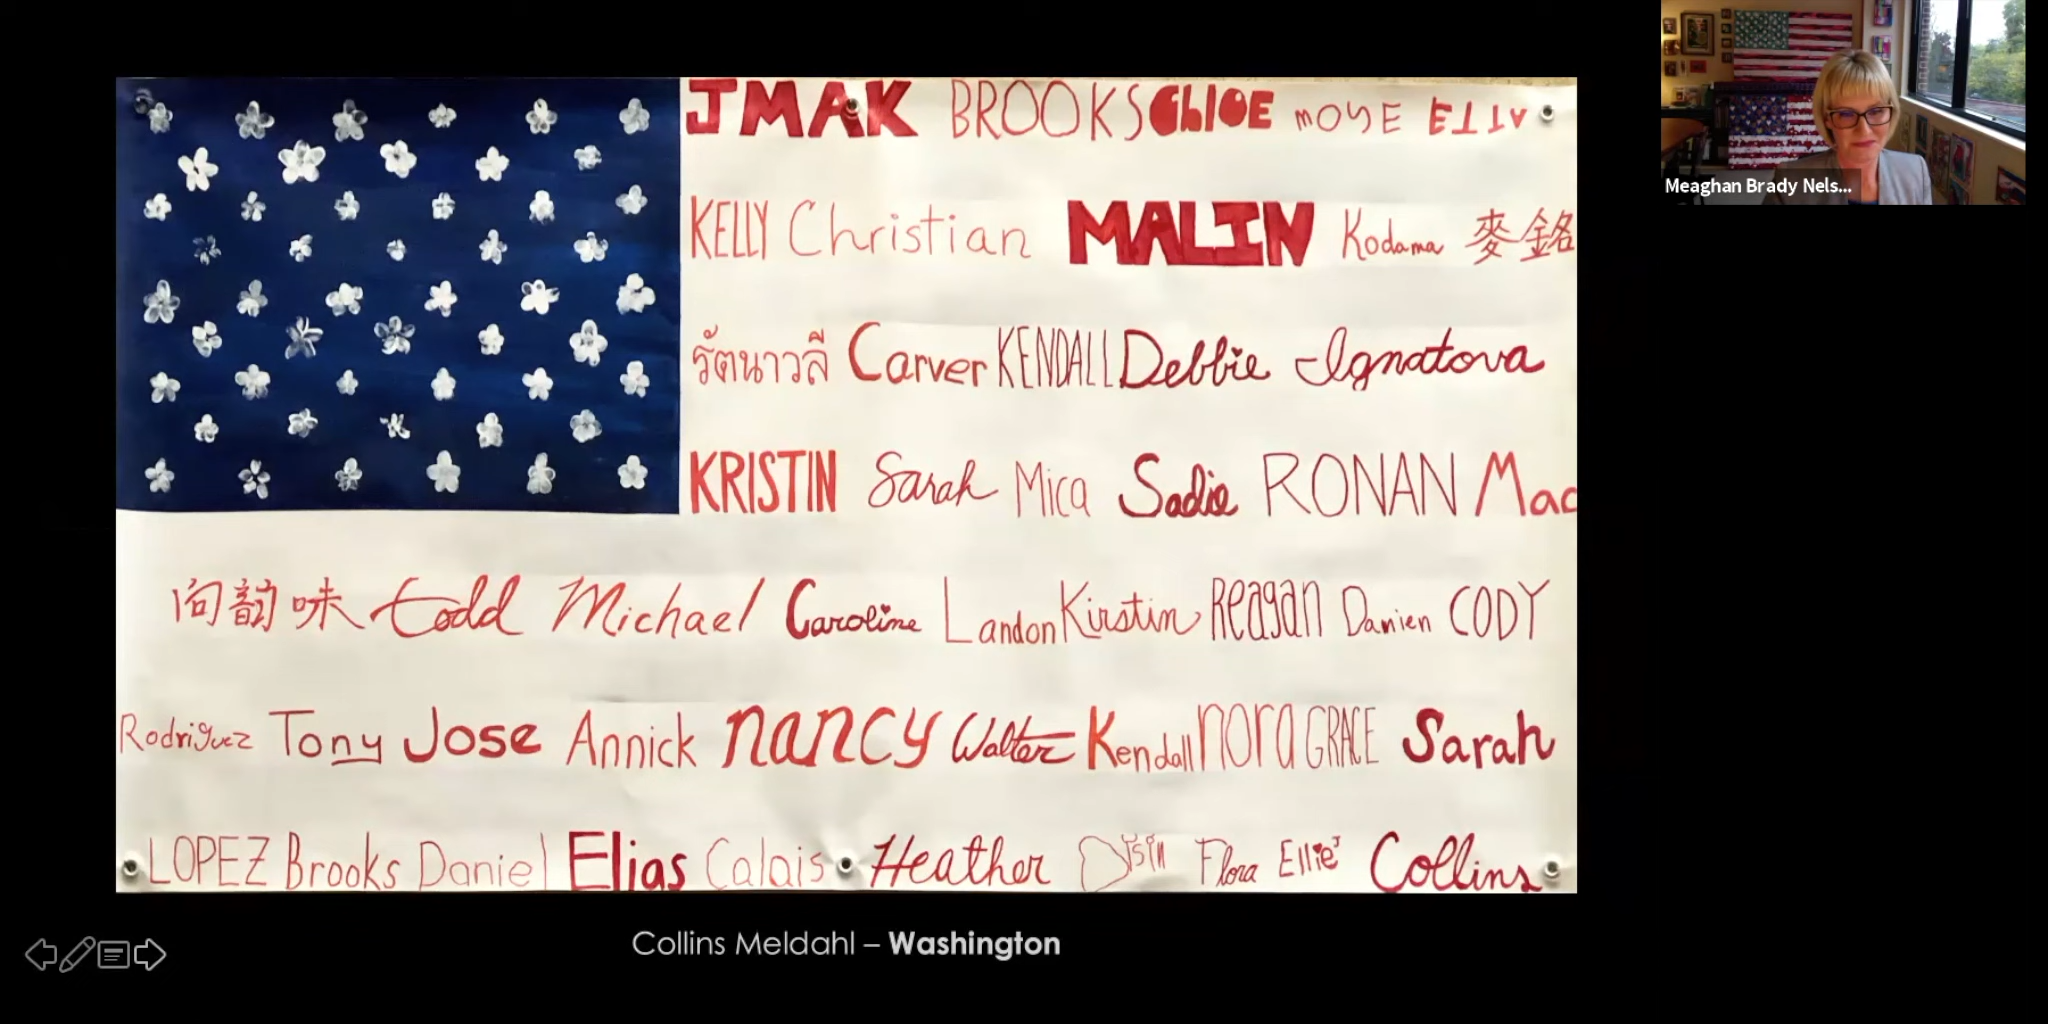 JMAK BROOKS Chloe
KELLY Christian MALIN Kodama 麥銘
รัตนาวลี Carver KENDALL Debbie Ignatova
KRISTIN Sarah Mica Sadie RONAN Mac
向韵味 todd Michael Caroline Landon Kirstin Reagan Damien CODY
Rodriguez Tony Jose Annick nancy Walter Kendall nora GRACE Sarah
LOPEZ Brooks Daniel Elias Calais Heather Flora Ellie Collins
Collins Meldahl – Washington
Meaghan Brady Nels...